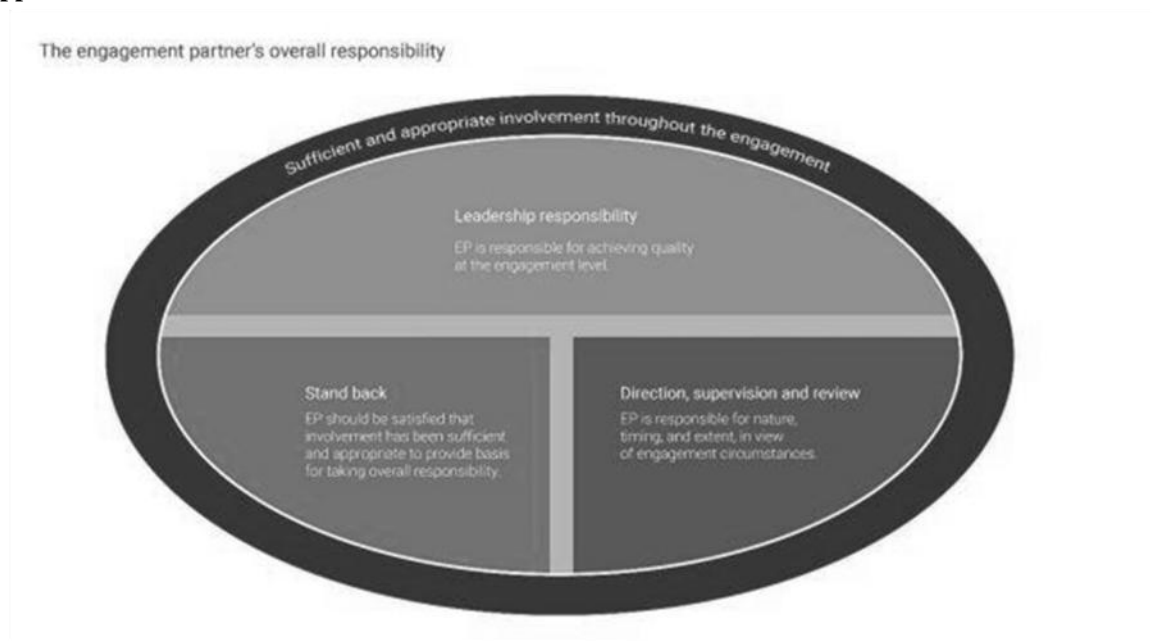 The engagement partner's overall responsibility
Sufficient and appropriate involvement throughout the engagement
Leadership responsibility
EP is responsible for achieving quality
at the engagement level.
Stand back
EP should be satisfied that
involvement has been sufficient
and appropriate to provide basis
for taking overall responsibility.
Direction, supervision and review
EP is responsible for nature,
timing, and extent, in view
of engagement circumstances.